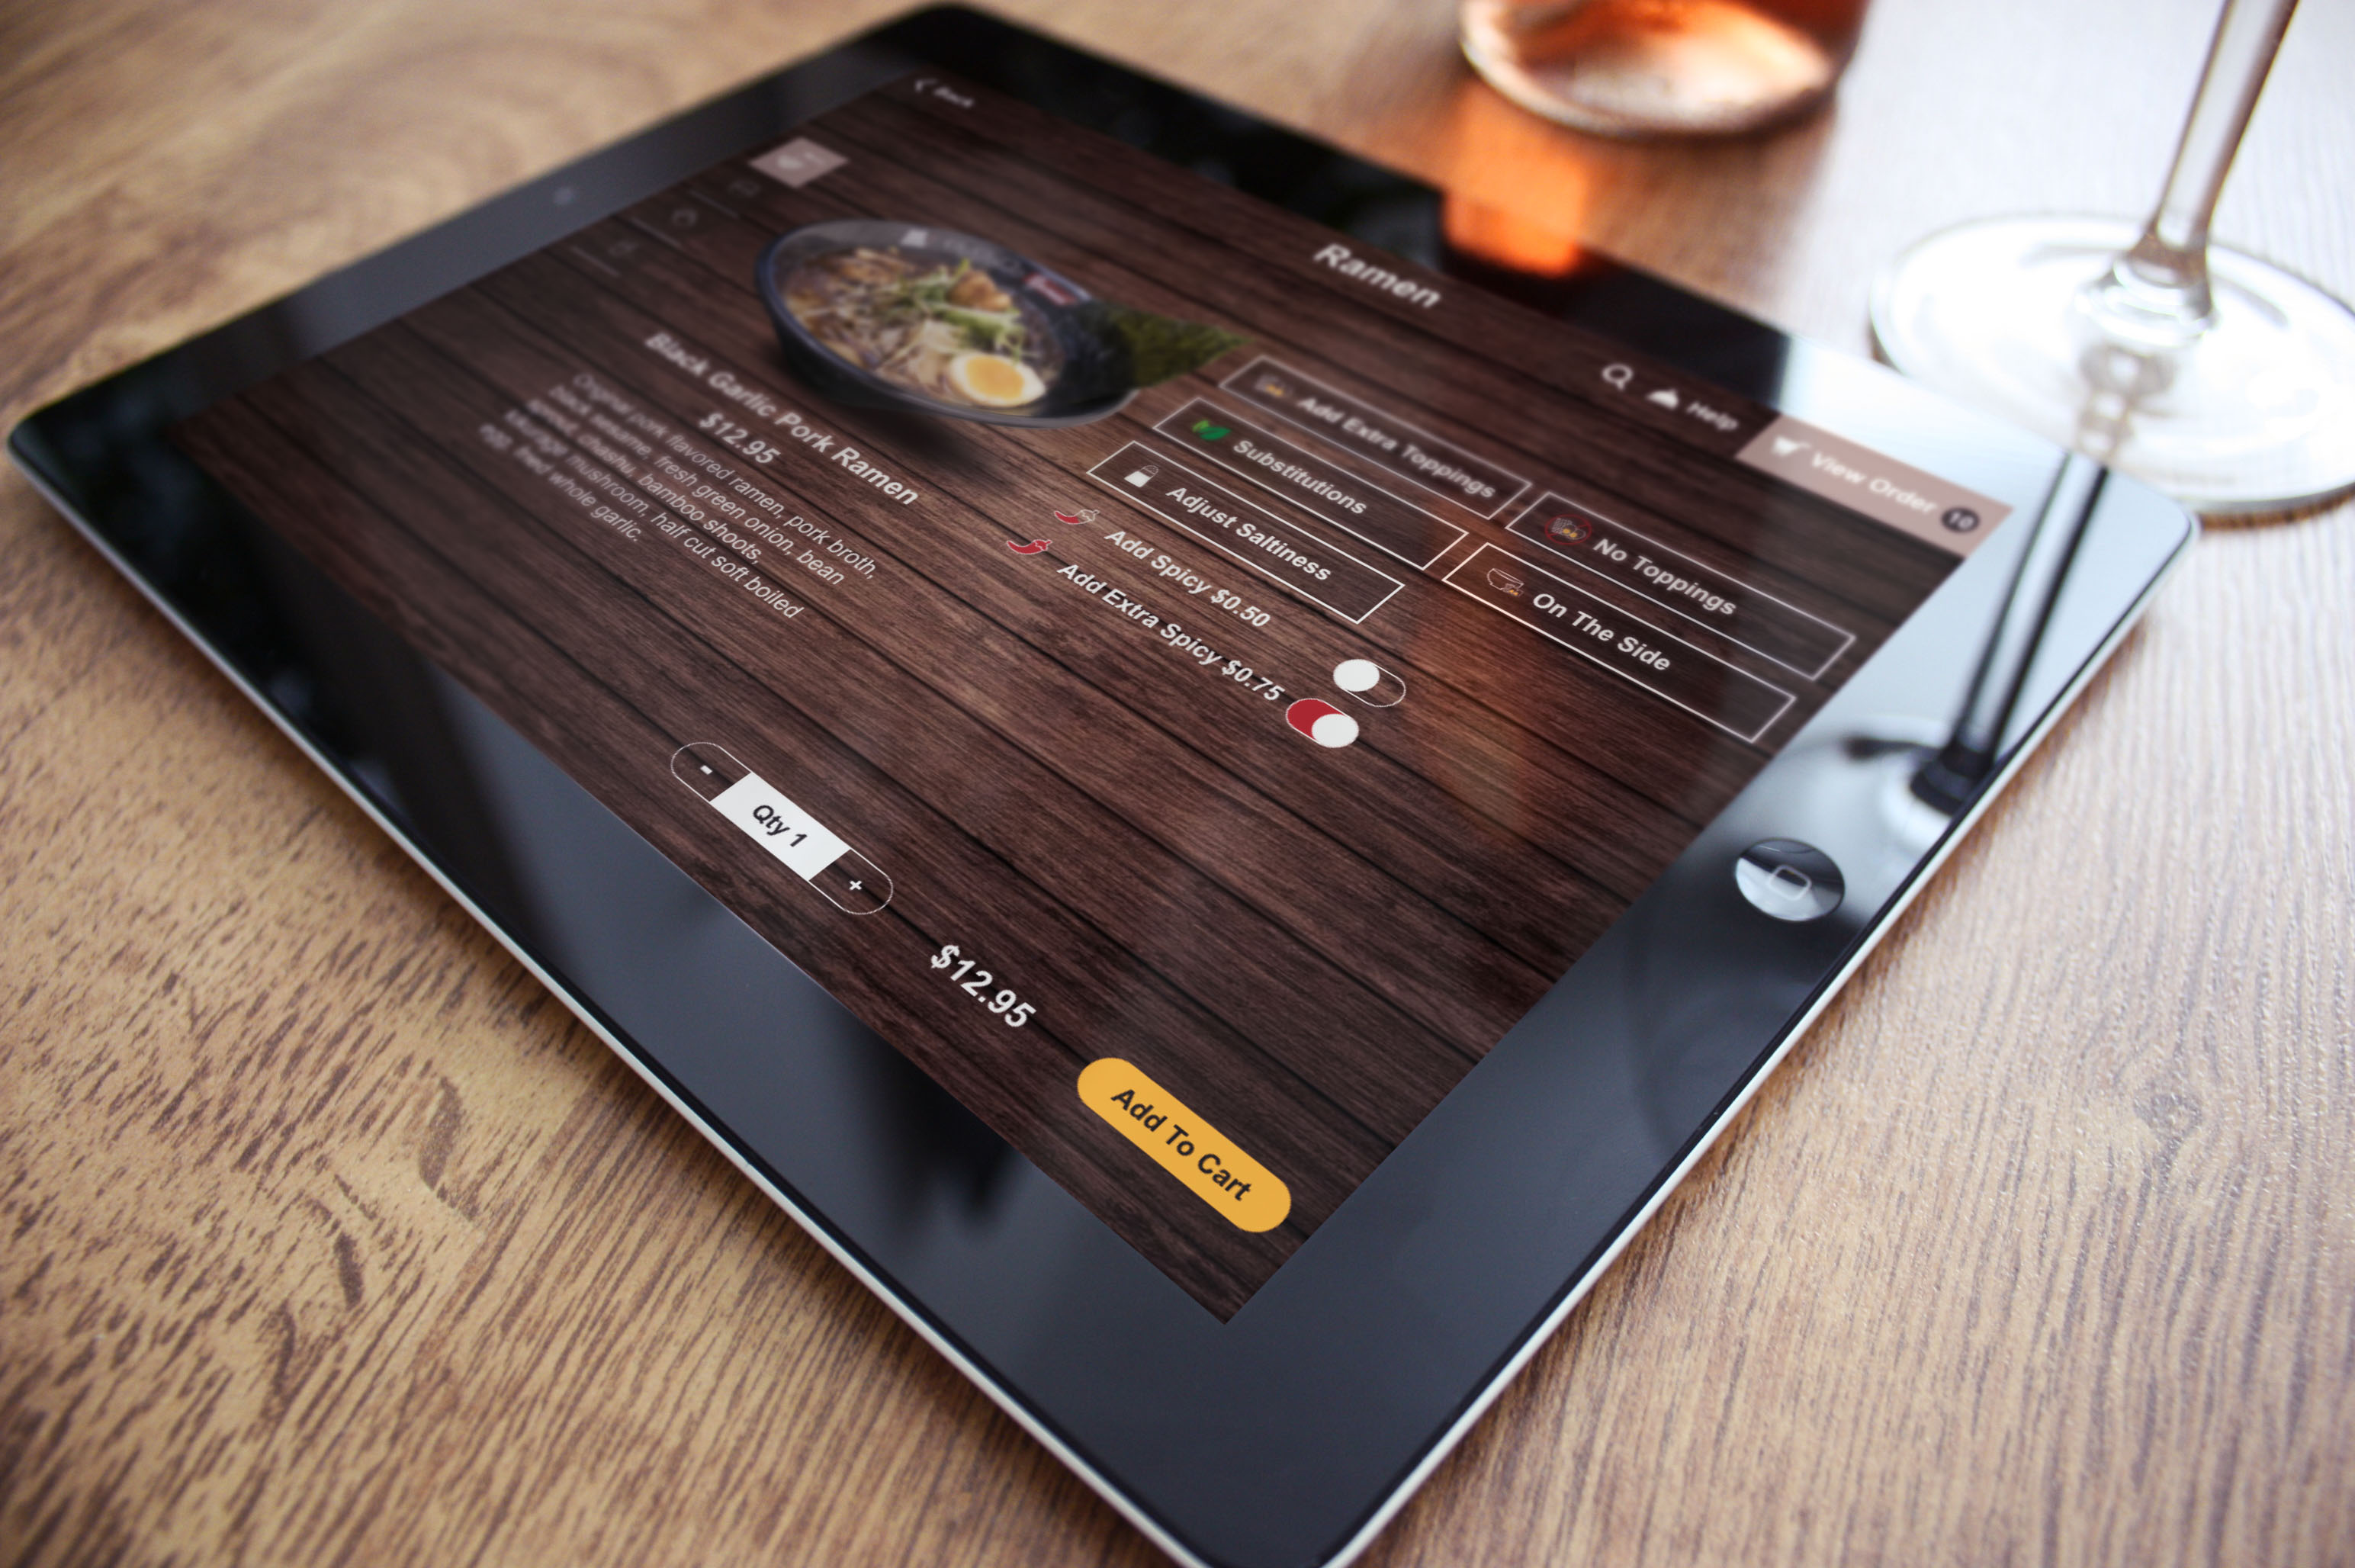 Back
Ramen
Help
View Order 10
Black Garlic Pork Ramen
$12.95
Original pork flavored ramen, pork broth,
black sesame, fresh green onion, bean
sprout, chashu, bamboo shoots,
kikurage mushroom, half cut soft boiled
egg, fried whole garlic.
Add Extra Toppings
No Toppings
Substitutions
On The Side
Adjust Saltiness
Add Spicy $0.50
Add Extra Spicy $0.75
- Qty 1 +
$12.95
Add To Cart